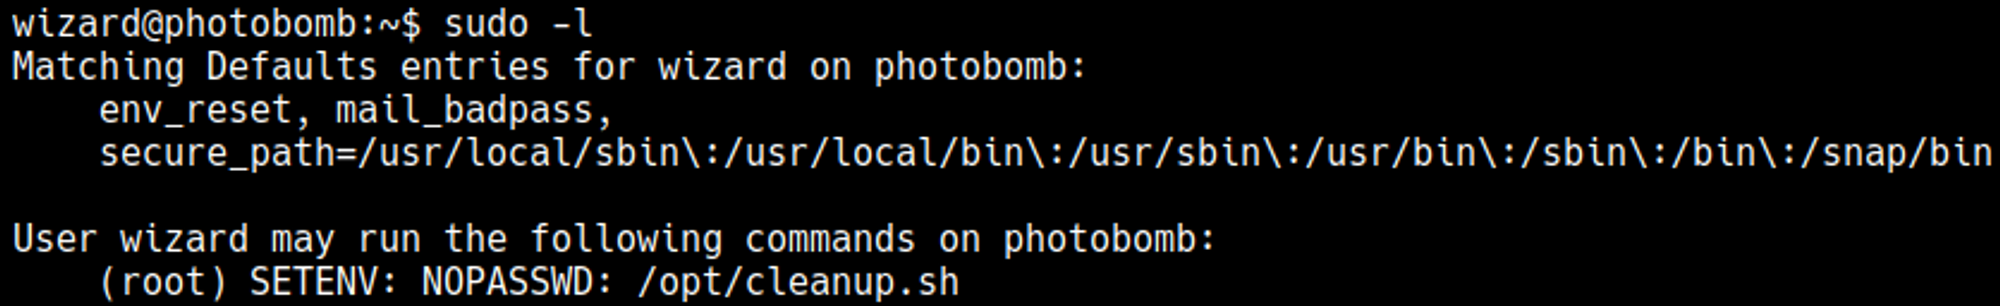 wizard@photobomb:~$ sudo -l
Matching Defaults entries for wizard on photobomb:
    env_reset, mail_badpass,
    secure_path=/usr/local/sbin\:/usr/local/bin\:/usr/sbin\:/usr/bin\:/sbin\:/bin\:/snap/bin

User wizard may run the following commands on photobomb:
    (root) SETENV: NOPASSWD: /opt/cleanup.sh